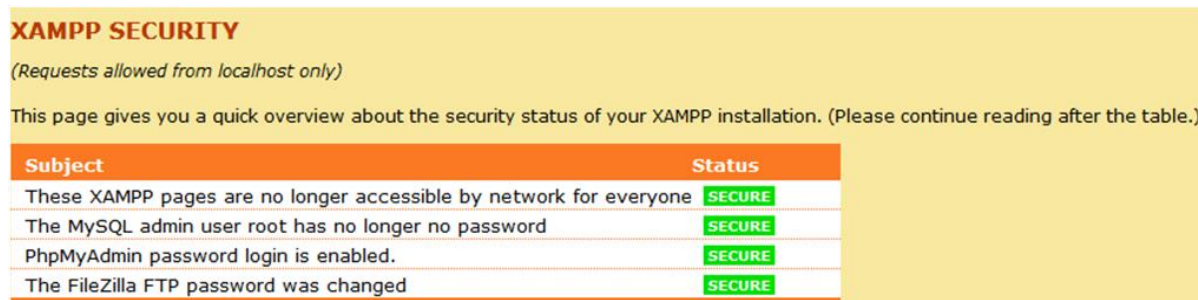 XAMPP SECURITY
(Requests allowed from localhost only)
This page gives you a quick overview about the security status of your XAMPP installation. (Please continue reading after the table.)
Subject Status
These XAMPP pages are no longer accessible by network for everyone SECURE
The MySQL admin user root has no longer no password SECURE
PhpMyAdmin password login is enabled. SECURE
The FileZilla FTP password was changed SECURE